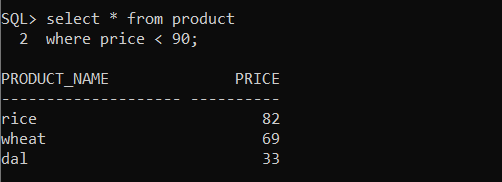 SQL> select * from product
  2  where price < 90;

PRODUCT_NAME              PRICE
-------------------- ----------
rice                         82
wheat                        69
dal                          33